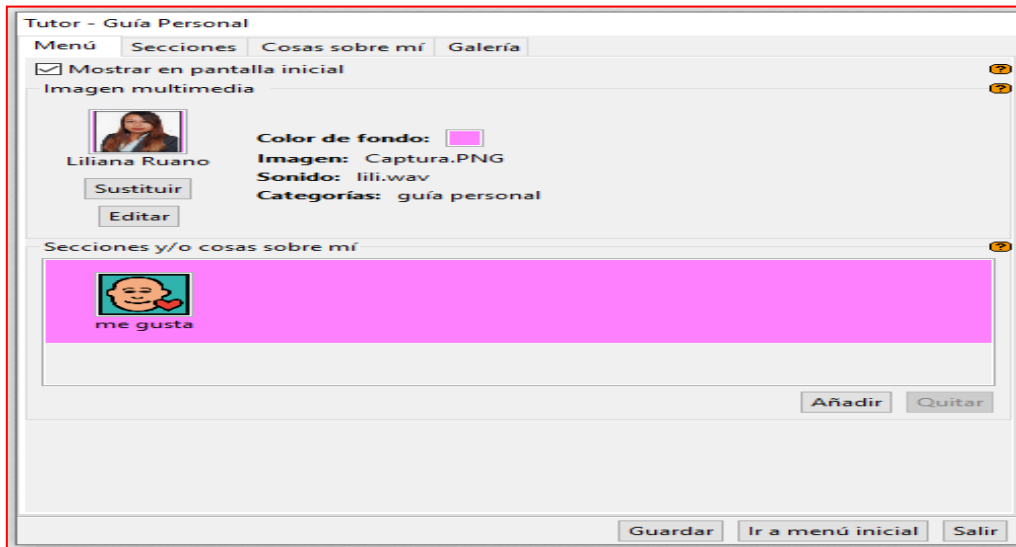 Tutor - Guía Personal
Menú Secciones Cosas sobre mí Galería
Mostrar en pantalla inicial
Imagen multimedia
Liliana Ruano
Sustituir
Editar
Color de fondo:
Imagen: Captura.PNG
Sonido: lili.wav
Categorías: guía personal
Secciones y/o cosas sobre mí
me gusta
Añadir Quitar
Guardar Ir a menú inicial Salir